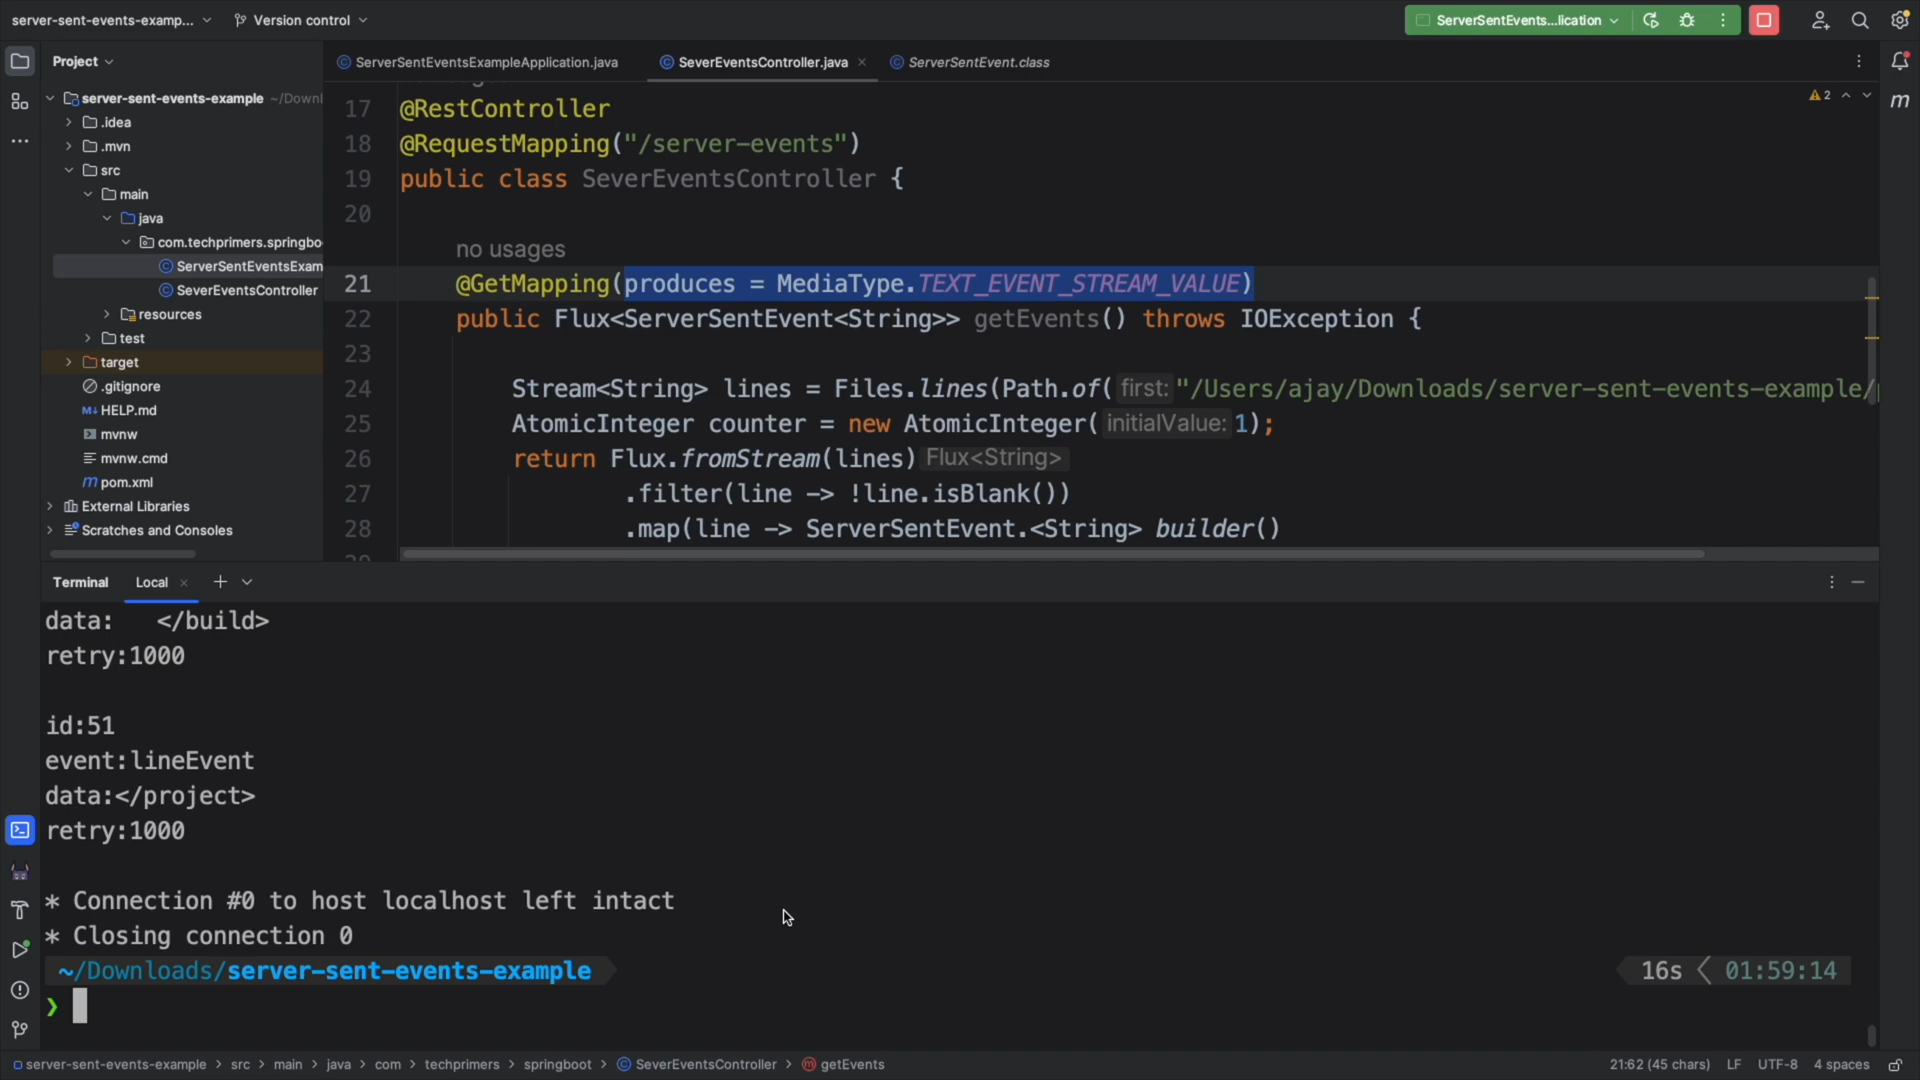 server-sent-events-examp...
Version control
ServerSentEvents...lication
Project
ServerSentEventsExampleApplication.java
SeverEventsController.java
ServerSentEvent.class
server-sent-events-example ~/Downl
.idea
.mvn
src
main
java
com.techprimers.springbo
ServerSentEventsExam
SeverEventsController
resources
test
target
.gitignore
HELP.md
mvnw
mvnw.cmd
pom.xml
External Libraries
Scratches and Consoles
2
17 @RestController
18 @RequestMapping("/server-events")
19 public class SeverEventsController {
20
no usages
21 @GetMapping(produces = MediaType.TEXT_EVENT_STREAM_VALUE)
22 public Flux<ServerSentEvent<String>> getEvents() throws IOException {
23
24 Stream<String> lines = Files.lines(Path.of( first: "/Users/ajay/Downloads/server-sent-events-example/
25 AtomicInteger counter = new AtomicInteger( initialValue: 1);
26 return Flux.fromStream(lines) Flux<String>
27 .filter(line -> !line.isBlank())
28 .map(line -> ServerSentEvent.<String> builder()
Terminal
Local
data:   </build>
retry:1000
id:51
event:lineEvent
data:</project>
retry:1000
* Connection #0 to host localhost left intact
* Closing connection 0
~/Downloads/server-sent-events-example
16s
01:59:14
❯
server-sent-events-example > src > main > java > com > techprimers > springboot > SeverEventsController > getEvents
21:62 (45 chars)
LF
UTF-8
4 spaces